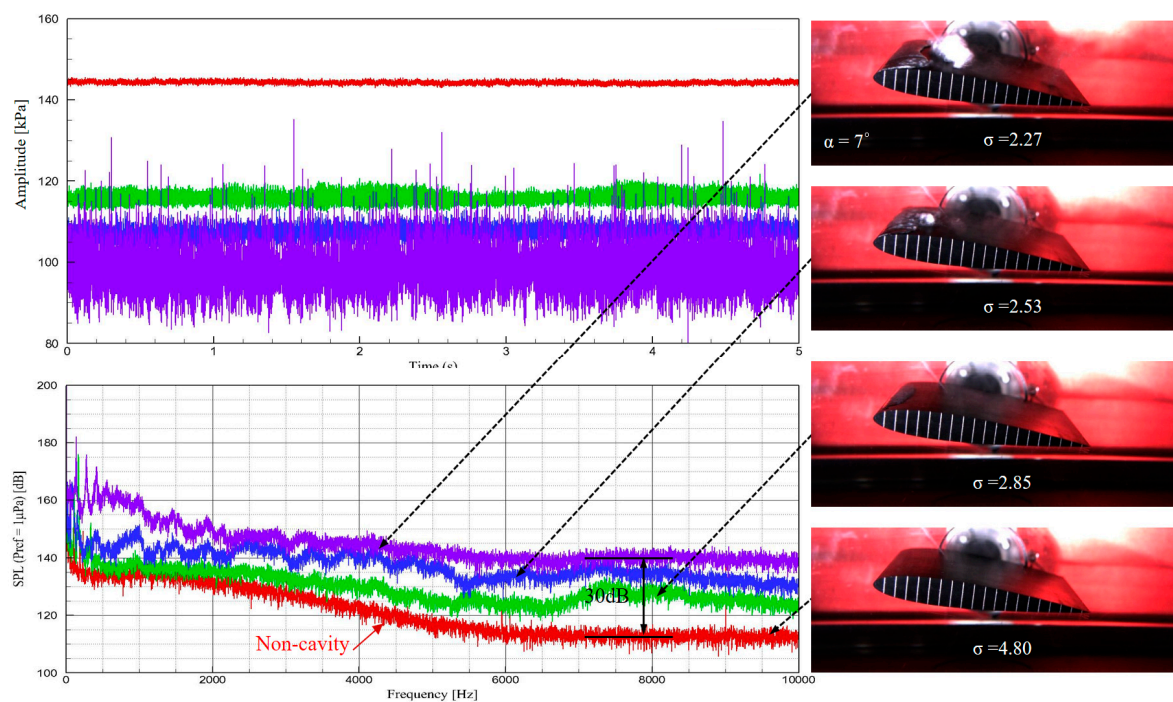 160
140
120
100
80
Amplitude [kPa]
0
1
2
3
4
5
Time (s)
200
180
160
140
120
100
SPL (Pref = 1μPa) [dB]
30dB
Non-cavity
0
2000
4000
6000
8000
10000
Frequency [Hz]
α = 7°
σ=2.27
σ =2.53
σ =2.85
σ =4.80